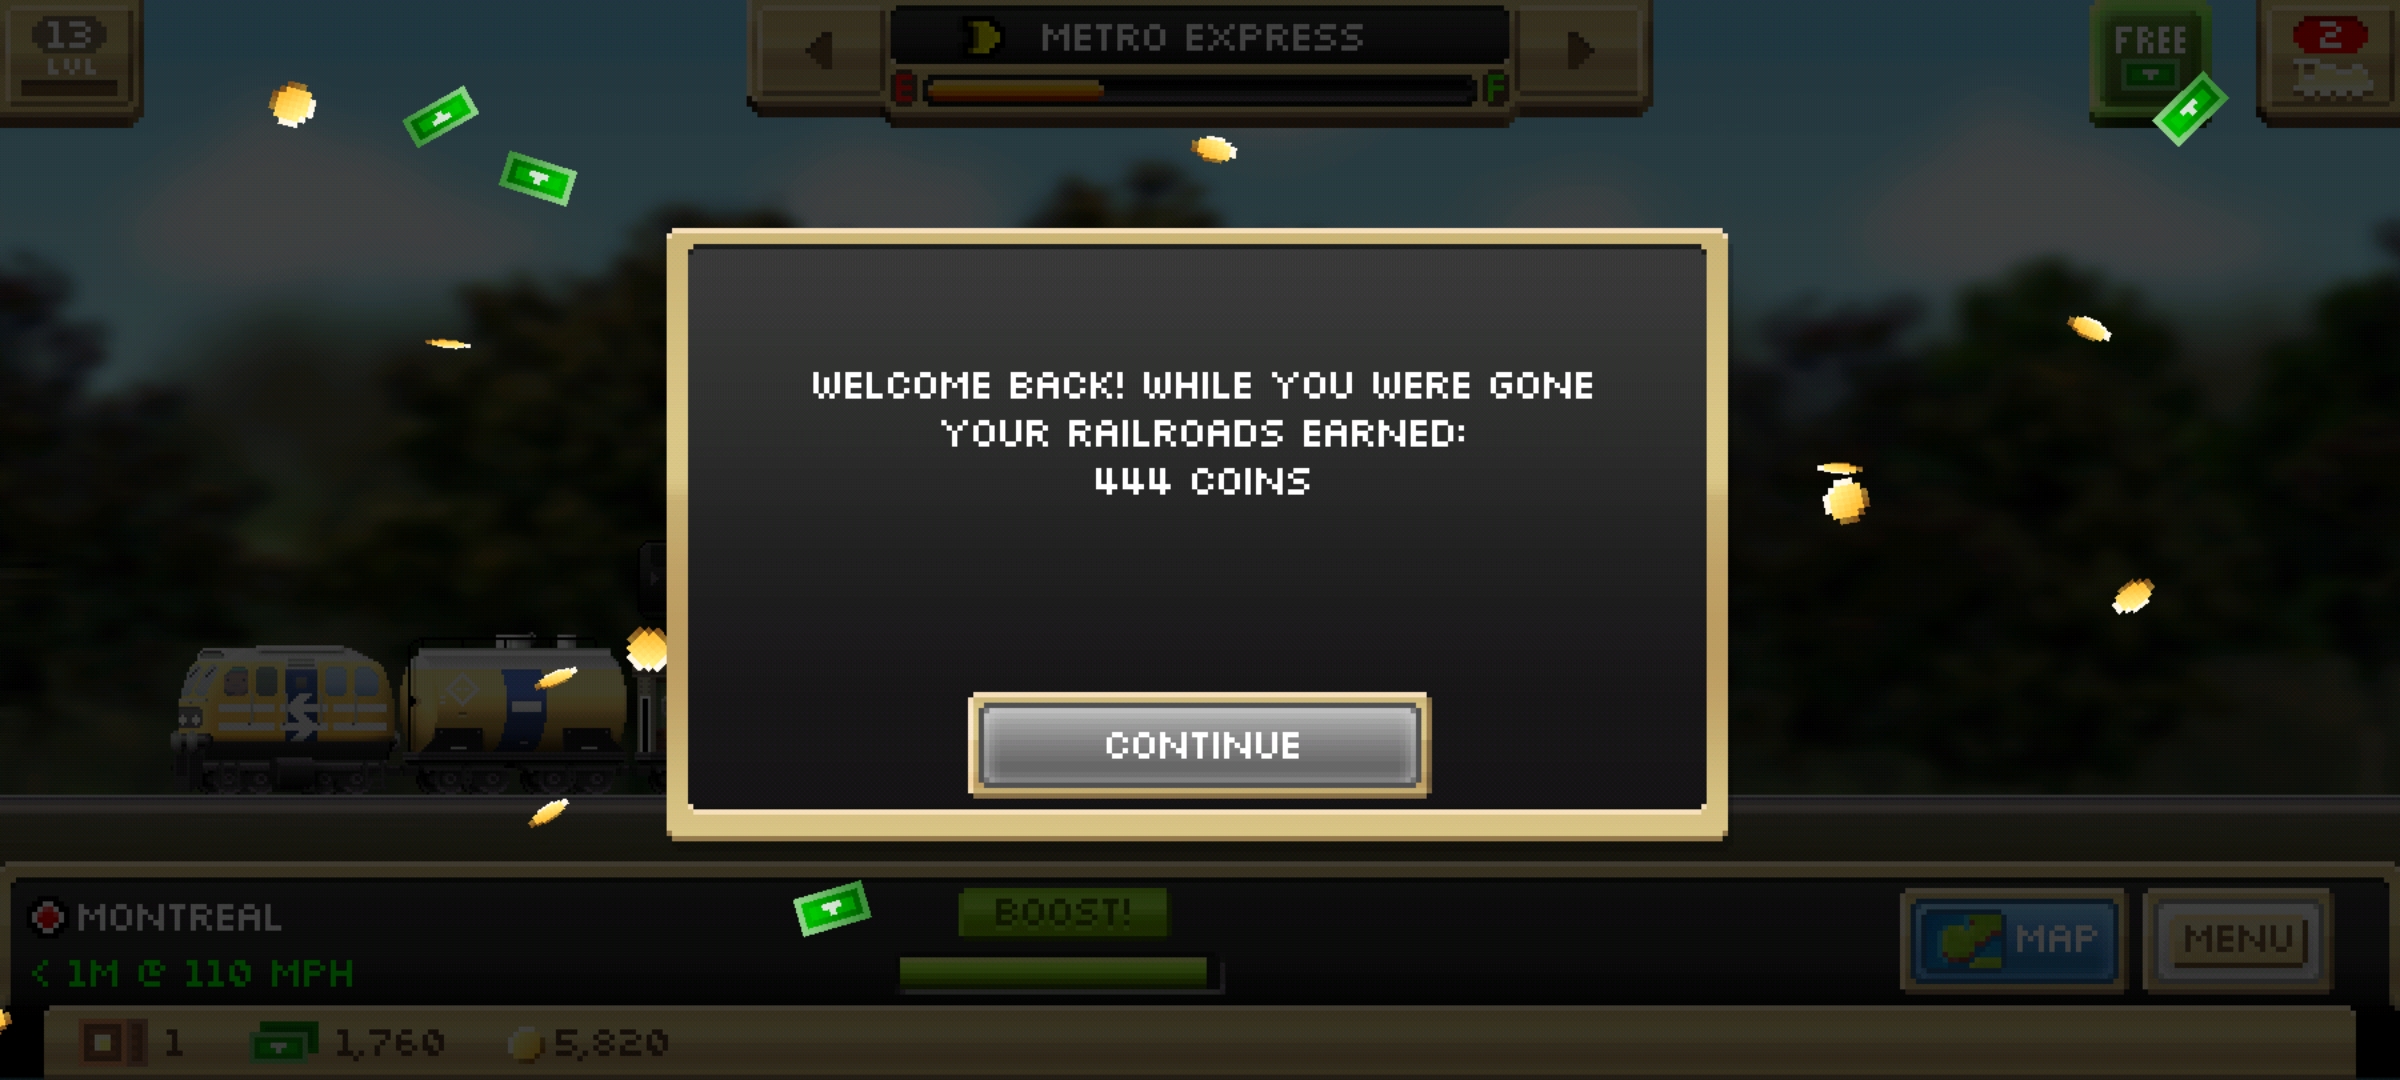 13
LVL
METRO EXPRESS
E F
FREE
2
WELCOME BACK! WHILE YOU WERE GONE
YOUR RAILROADS EARNED:
444 COINS
CONTINUE
MONTREAL
< 1M @ 110 MPH
BOOST!
MAP
MENU
1 1,760 5,820